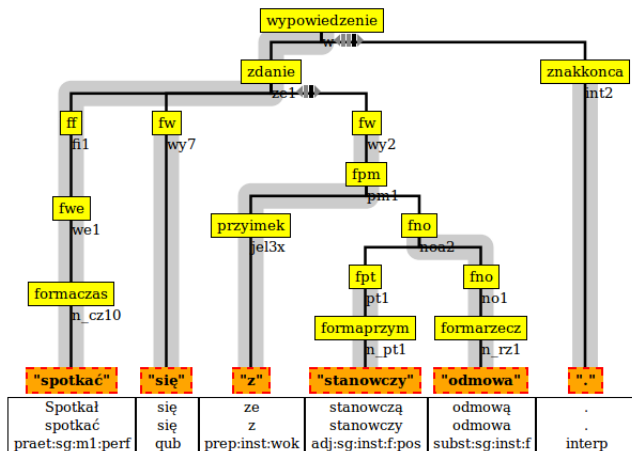 wypowiedzenie
w
zdanie znakkonca
ze1 int2
ff fw fw
fi1 wy7 wy2
fpm
pm1
fwe przyimek fno
we1 jel3x noa2
fpt fno
pt1 no1
formaczas formaprzym formarzecz
n_cz10 n_pt1 n_rz1
"spotkać" "się" "z" "stanowczy" "odmowa" "."
Spotkał się ze stanowczą odmową .
spotkać się z stanowczy odmowa .
praet:sg:m1:perf qub prep:inst:wok adj:sg:inst:f:pos subst:sg:inst:f interp